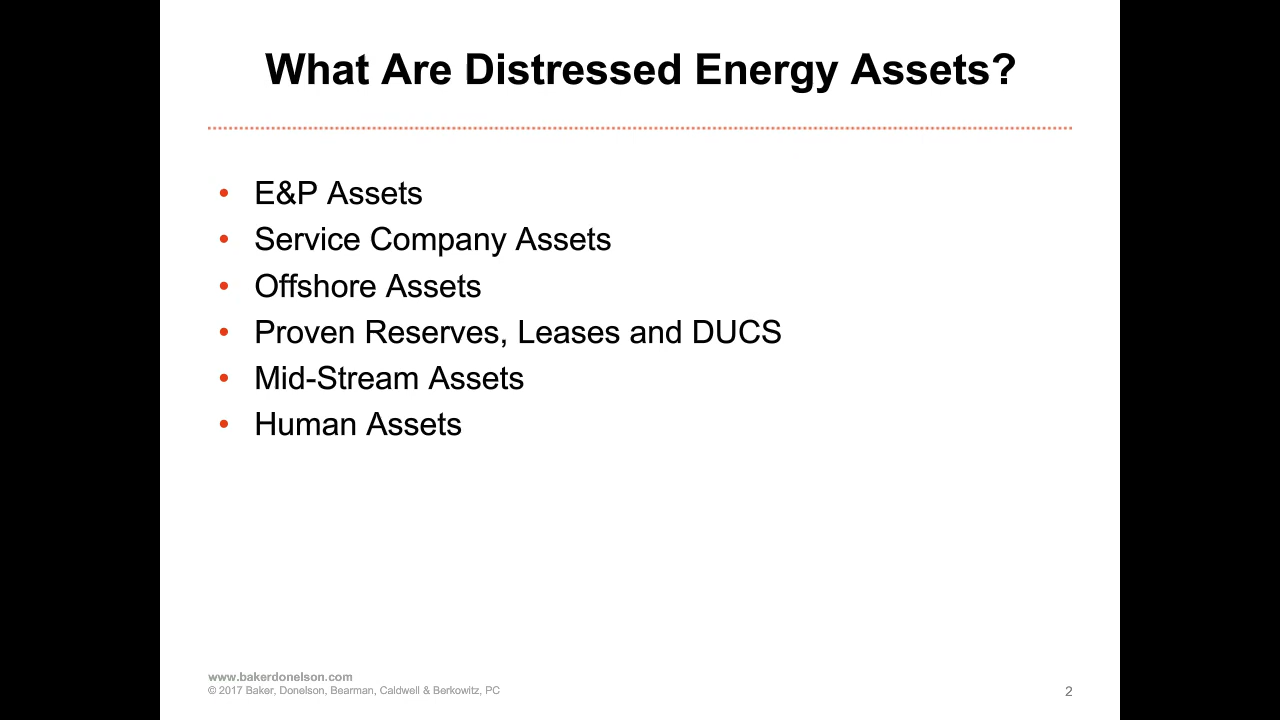 What Are Distressed Energy Assets?
• E&P Assets
• Service Company Assets
• Offshore Assets
• Proven Reserves, Leases and DUCS
• Mid-Stream Assets
• Human Assets
www.bakerdonelson.com
© 2017 Baker, Donelson, Bearman, Caldwell & Berkowitz, PC
2